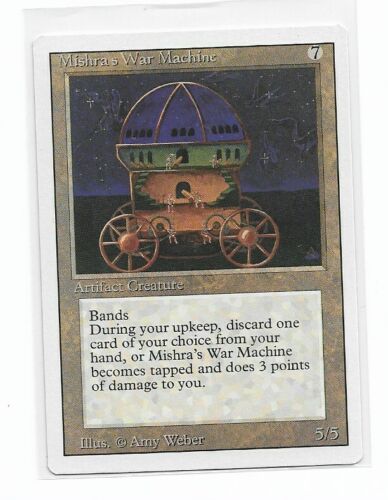 Mishra's War Machine 7
Artifact Creature
Bands
During your upkeep, discard one
card of your choice from your
hand, or Mishra's War Machine
becomes tapped and does 3 points
of damage to you.
Illus. © Amy Weber 5/5